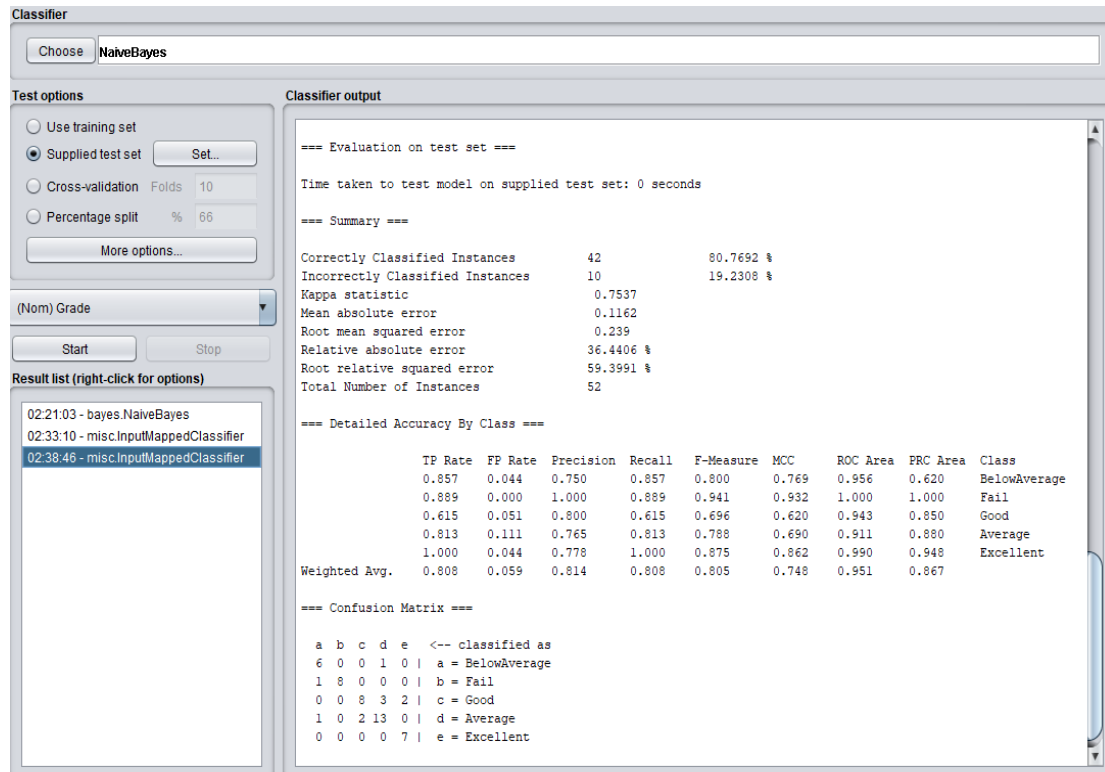 Classifier
Choose NaiveBayes
Test options
Use training set
Supplied test set Set...
Cross-validation Folds 10
Percentage split % 66
More options...
(Nom) Grade
Start Stop
Result list (right-click for options)
02:21:03 - bayes.NaiveBayes
02:33:10 - misc.InputMappedClassifier
02:38:46 - misc.InputMappedClassifier
Classifier output
=== Evaluation on test set ===
Time taken to test model on supplied test set: 0 seconds
=== Summary ===
Correctly Classified Instances 42 80.7692 %
Incorrectly Classified Instances 10 19.2308 %
Kappa statistic 0.7537
Mean absolute error 0.1162
Root mean squared error 0.239
Relative absolute error 36.4406 %
Root relative squared error 59.3991 %
Total Number of Instances 52
=== Detailed Accuracy By Class ===
TP Rate FP Rate Precision Recall F-Measure MCC ROC Area PRC Area Class
0.857 0.044 0.750 0.857 0.800 0.769 0.956 0.620 BelowAverage
0.889 0.000 1.000 0.889 0.941 0.932 1.000 1.000 Fail
0.615 0.051 0.800 0.615 0.696 0.620 0.943 0.850 Good
0.813 0.111 0.765 0.813 0.788 0.690 0.911 0.880 Average
1.000 0.044 0.778 1.000 0.875 0.862 0.990 0.948 Excellent
Weighted Avg. 0.808 0.059 0.814 0.808 0.805 0.748 0.951 0.867
=== Confusion Matrix ===
a b c d e <-- classified as
6 0 0 1 0 | a = BelowAverage
1 8 0 0 0 | b = Fail
0 0 8 3 2 | c = Good
1 0 2 13 0 | d = Average
0 0 0 0 7 | e = Excellent